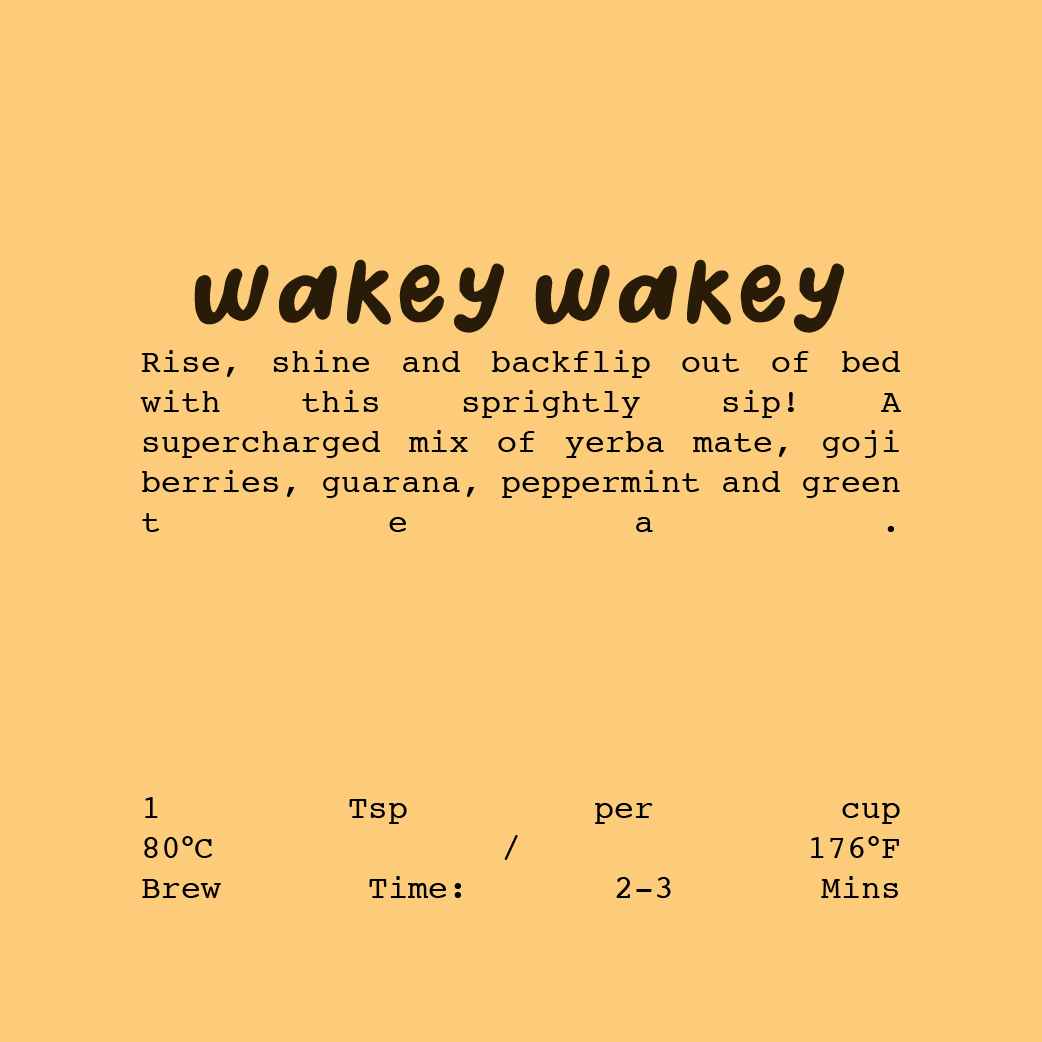 wakey wakey
Rise, shine and backflip out of bed
with this sprightly sip! A
supercharged mix of yerba mate, goji
berries, guarana, peppermint and green
tea.
1 Tsp per cup
80°C / 176°F
Brew Time: 2-3 Mins